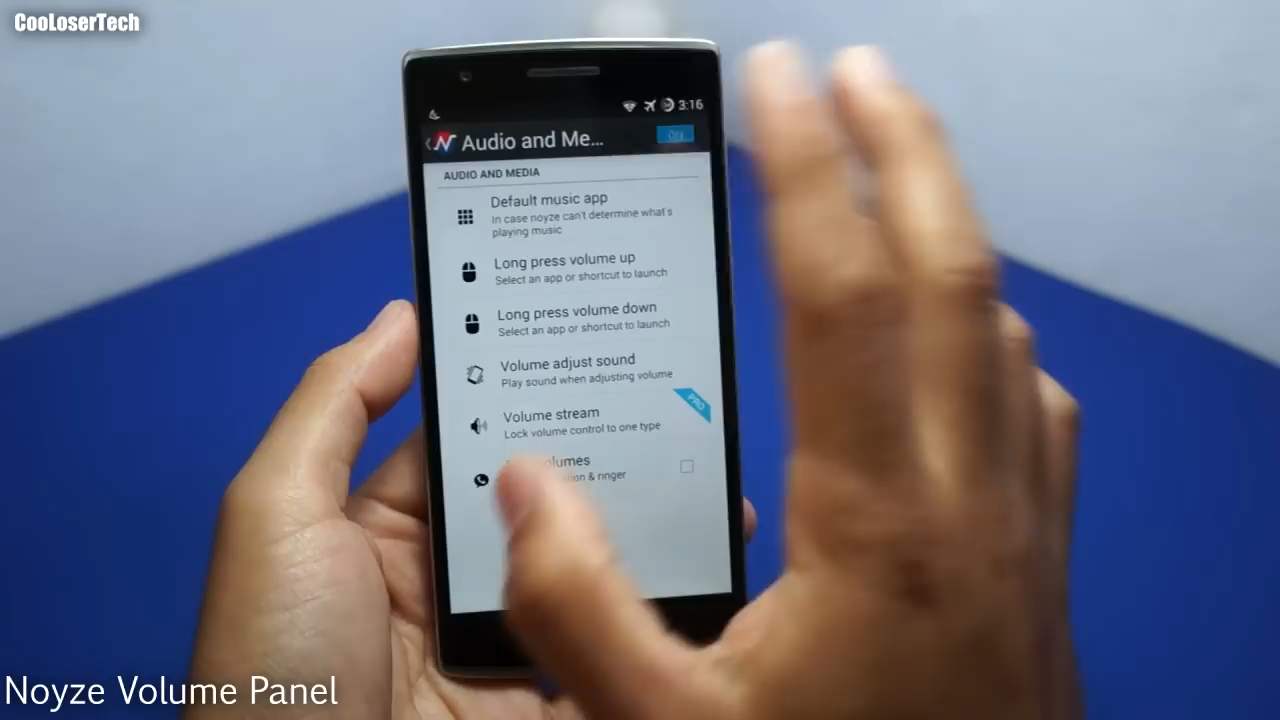 CooLoserTech
3:16
Audio and Me...
On
AUDIO AND MEDIA
Default music app
In case noyze can't determine what's
playing music
Long press volume up
Select an app or shortcut to launch
Long press volume down
Select an app or shortcut to launch
Volume adjust sound
Play sound when adjusting volume
PRO
Volume stream
Lock volume control to one type
& ringer
Noyze Volume Panel